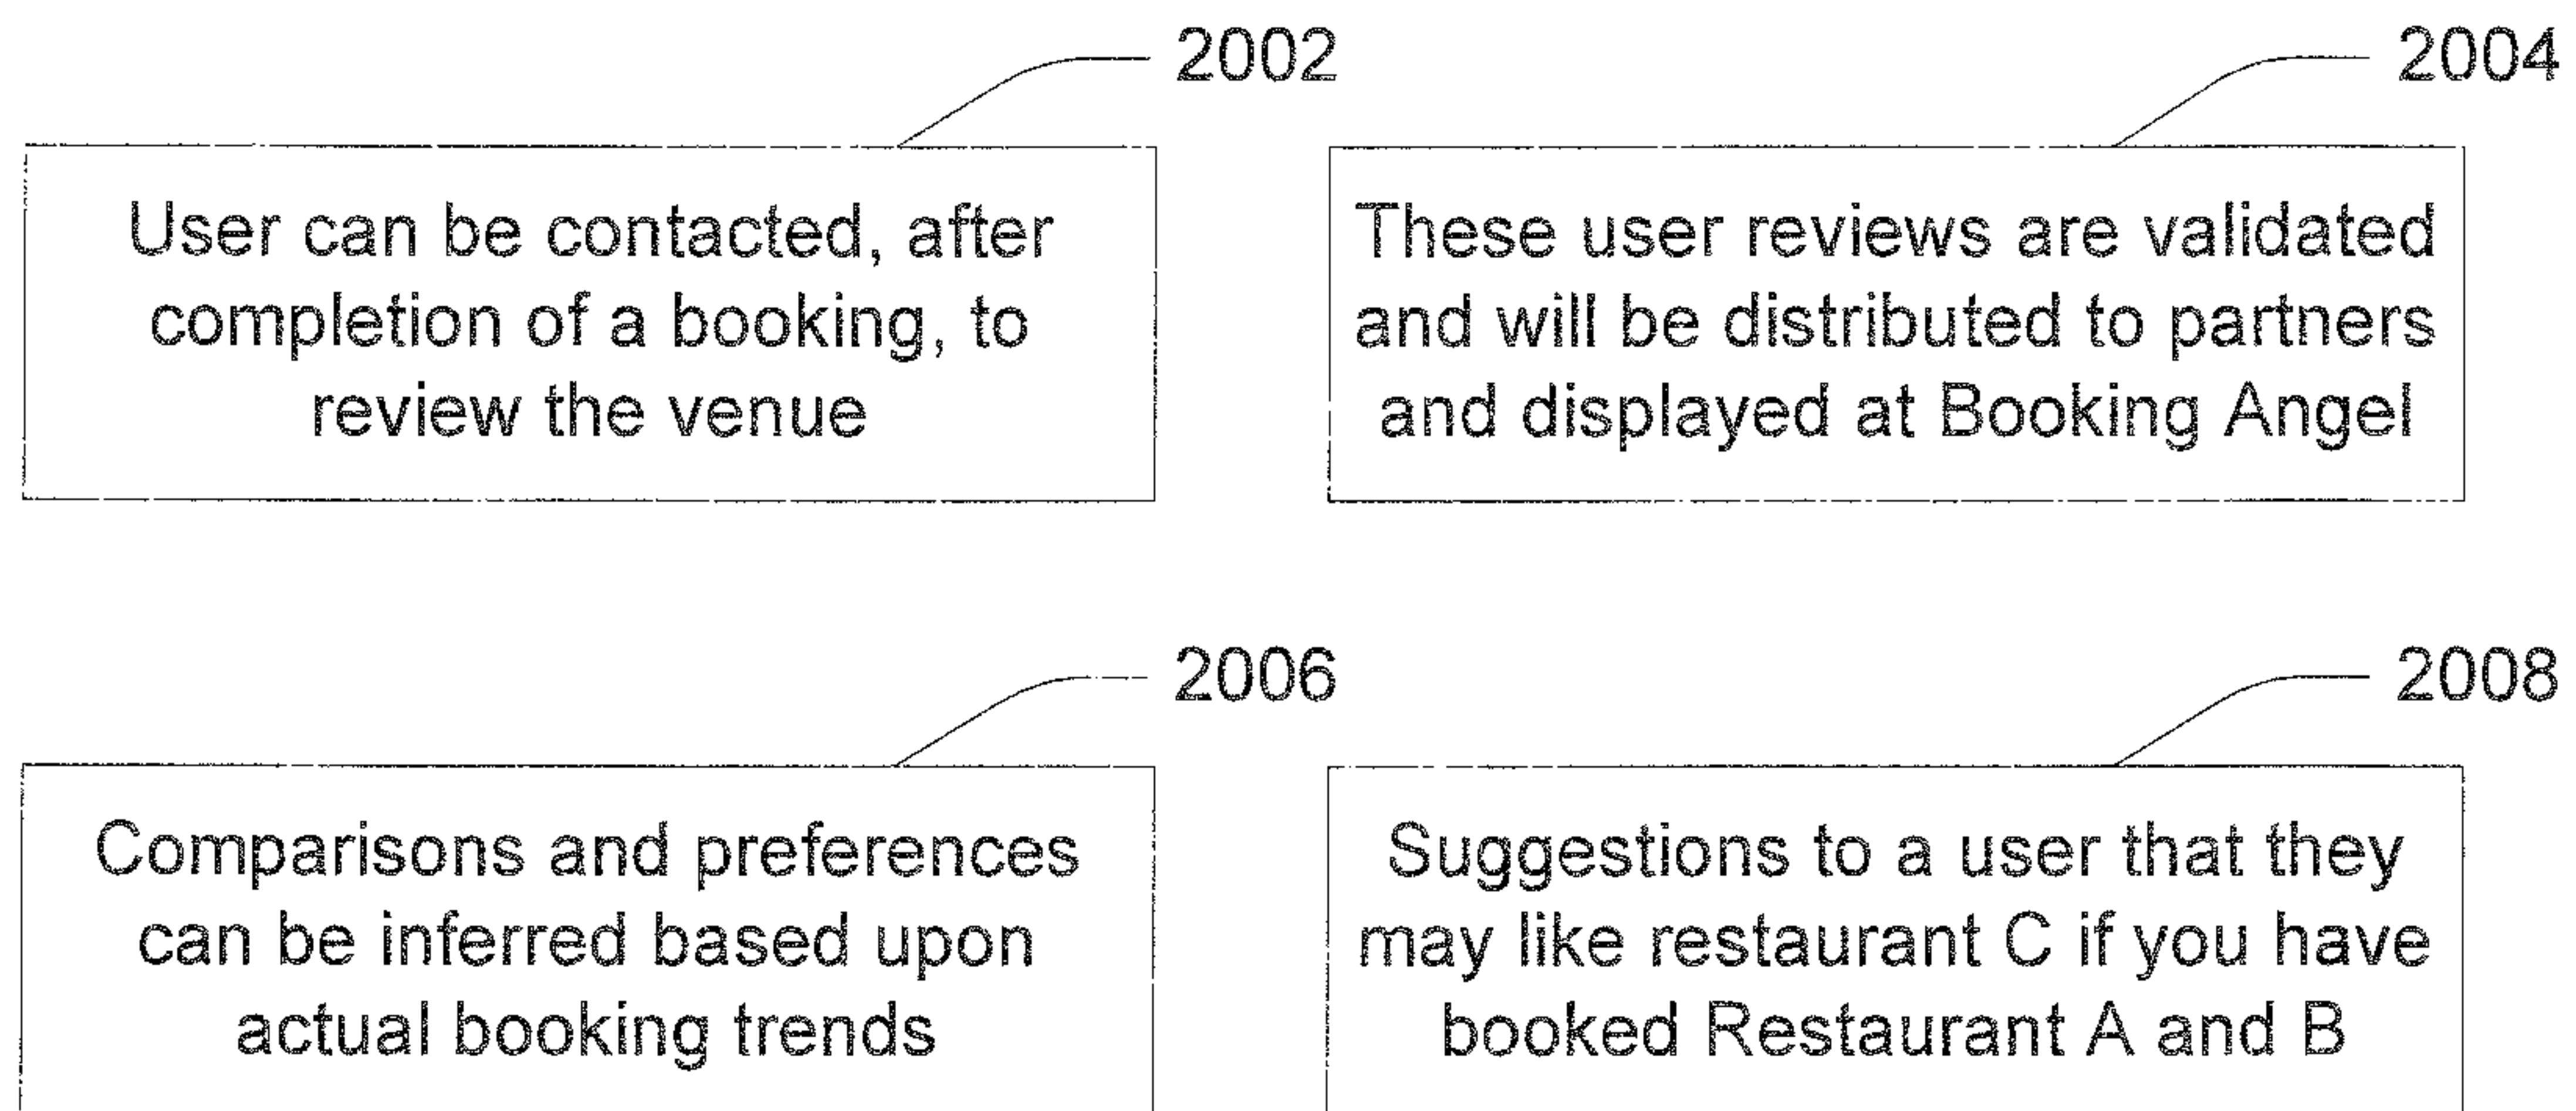 2002
User can be contacted, after
completion of a booking, to
review the venue
2004
These user reviews are validated
and will be distributed to partners
and displayed at Booking Angel
2006
Comparisons and preferences
can be inferred based upon
actual booking trends
2008
Suggestions to a user that they
may like restaurant C if you have
booked Restaurant A and B